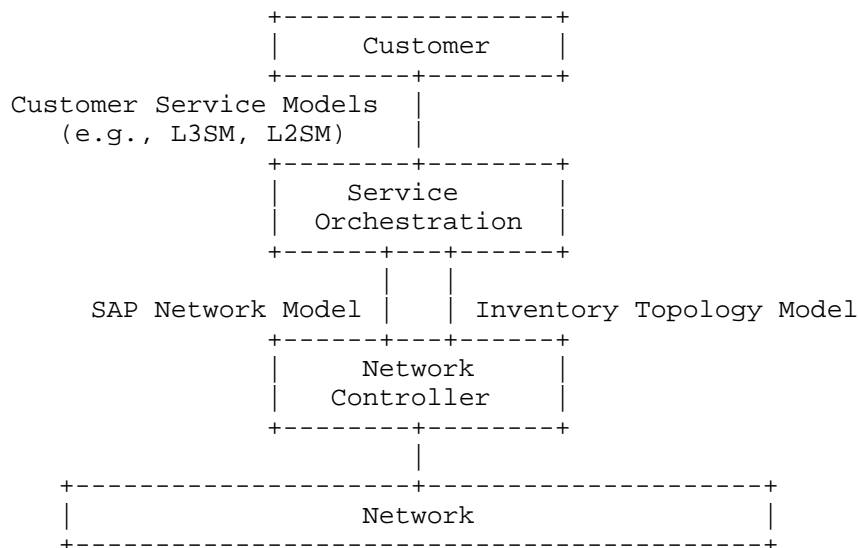 Customer
Customer Service Models
(e.g., L3SM, L2SM)
Service
Orchestration
SAP Network Model | | Inventory Topology Model
Network
Controller
Network